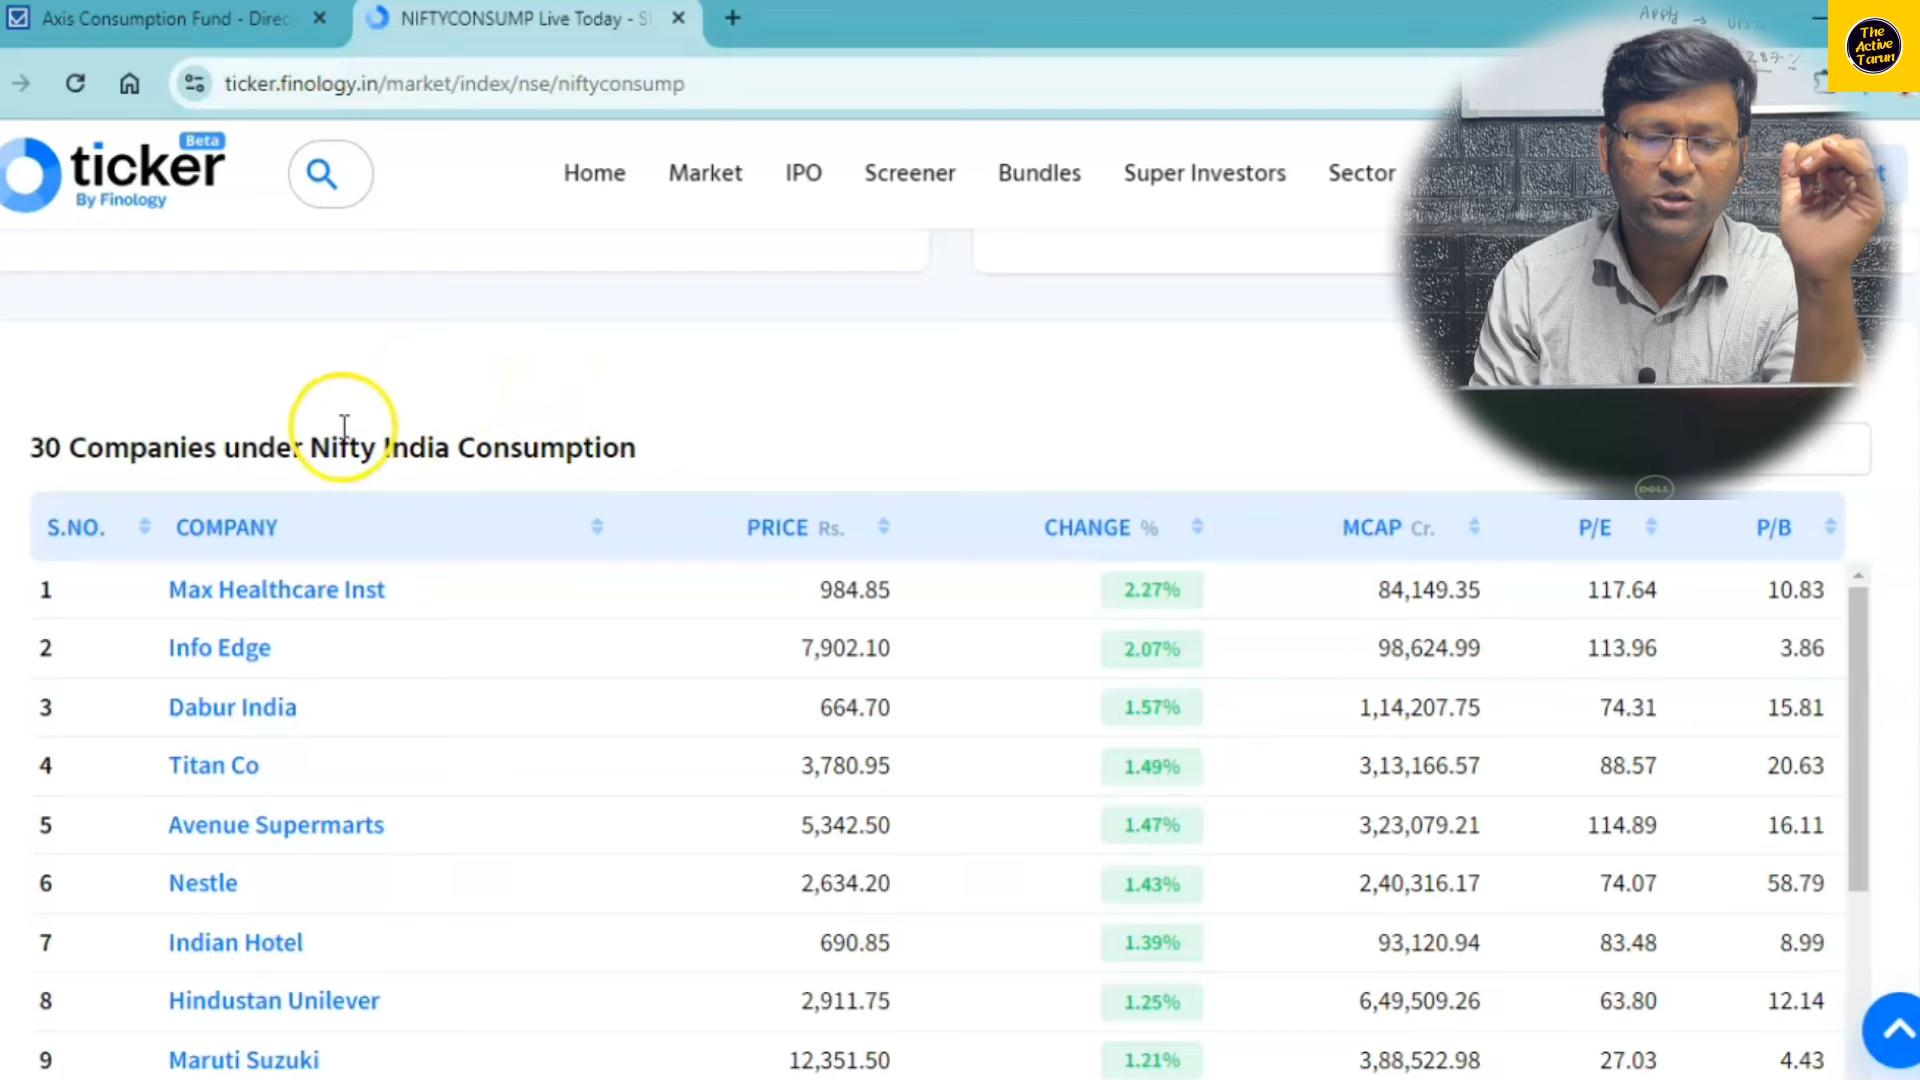 Axis Consumption Fund - Direc
NIFTYCONSUMP Live Today - S
Apply →
287 %
The
Active
Tarun
ticker.finology.in/market/index/nse/niftyconsump
ticker Beta
By Finology
Home Market IPO Screener Bundles Super Investors Sector
30 Companies under Nifty India Consumption
DELL
S.NO. COMPANY PRICE Rs. CHANGE % MCAP Cr. P/E P/B
1 Max Healthcare Inst 984.85 2.27% 84,149.35 117.64 10.83
2 Info Edge 7,902.10 2.07% 98,624.99 113.96 3.86
3 Dabur India 664.70 1.57% 1,14,207.75 74.31 15.81
4 Titan Co 3,780.95 1.49% 3,13,166.57 88.57 20.63
5 Avenue Supermarts 5,342.50 1.47% 3,23,079.21 114.89 16.11
6 Nestle 2,634.20 1.43% 2,40,316.17 74.07 58.79
7 Indian Hotel 690.85 1.39% 93,120.94 83.48 8.99
8 Hindustan Unilever 2,911.75 1.25% 6,49,509.26 63.80 12.14
9 Maruti Suzuki 12,351.50 1.21% 3,88,522.98 27.03 4.43